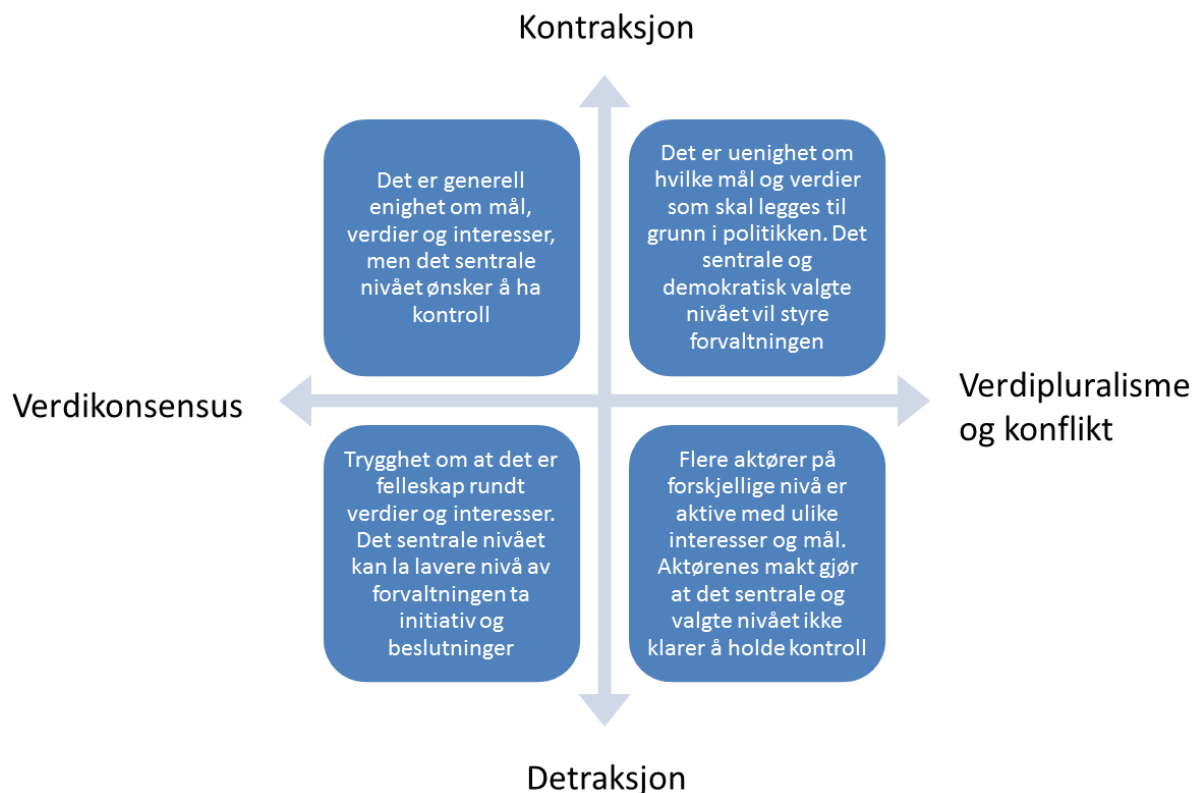 Kontraksjon
Det er generell
enighet om mål,
verdier og interesser,
men det sentrale
nivået ønsker å ha
kontroll
Det er uenighet om
hvilke mål og verdier
som skal legges til
grunn i politikken. Det
sentrale og
demokratisk valgte
nivået vil styre
forvaltningen
Verdikonsensus
Verdipluralisme
og konflikt
Trygghet om at det er
felleskap rundt
verdier og interesser.
Det sentrale nivået
kan la lavere nivå av
forvaltningen ta
initiativ og
beslutninger
Flere aktører på
forskjellige nivå er
aktive med ulike
interesser og mål.
Aktørenes makt gjør
at det sentrale og
valgte nivået ikke
klarer å holde kontroll
Detraksjon